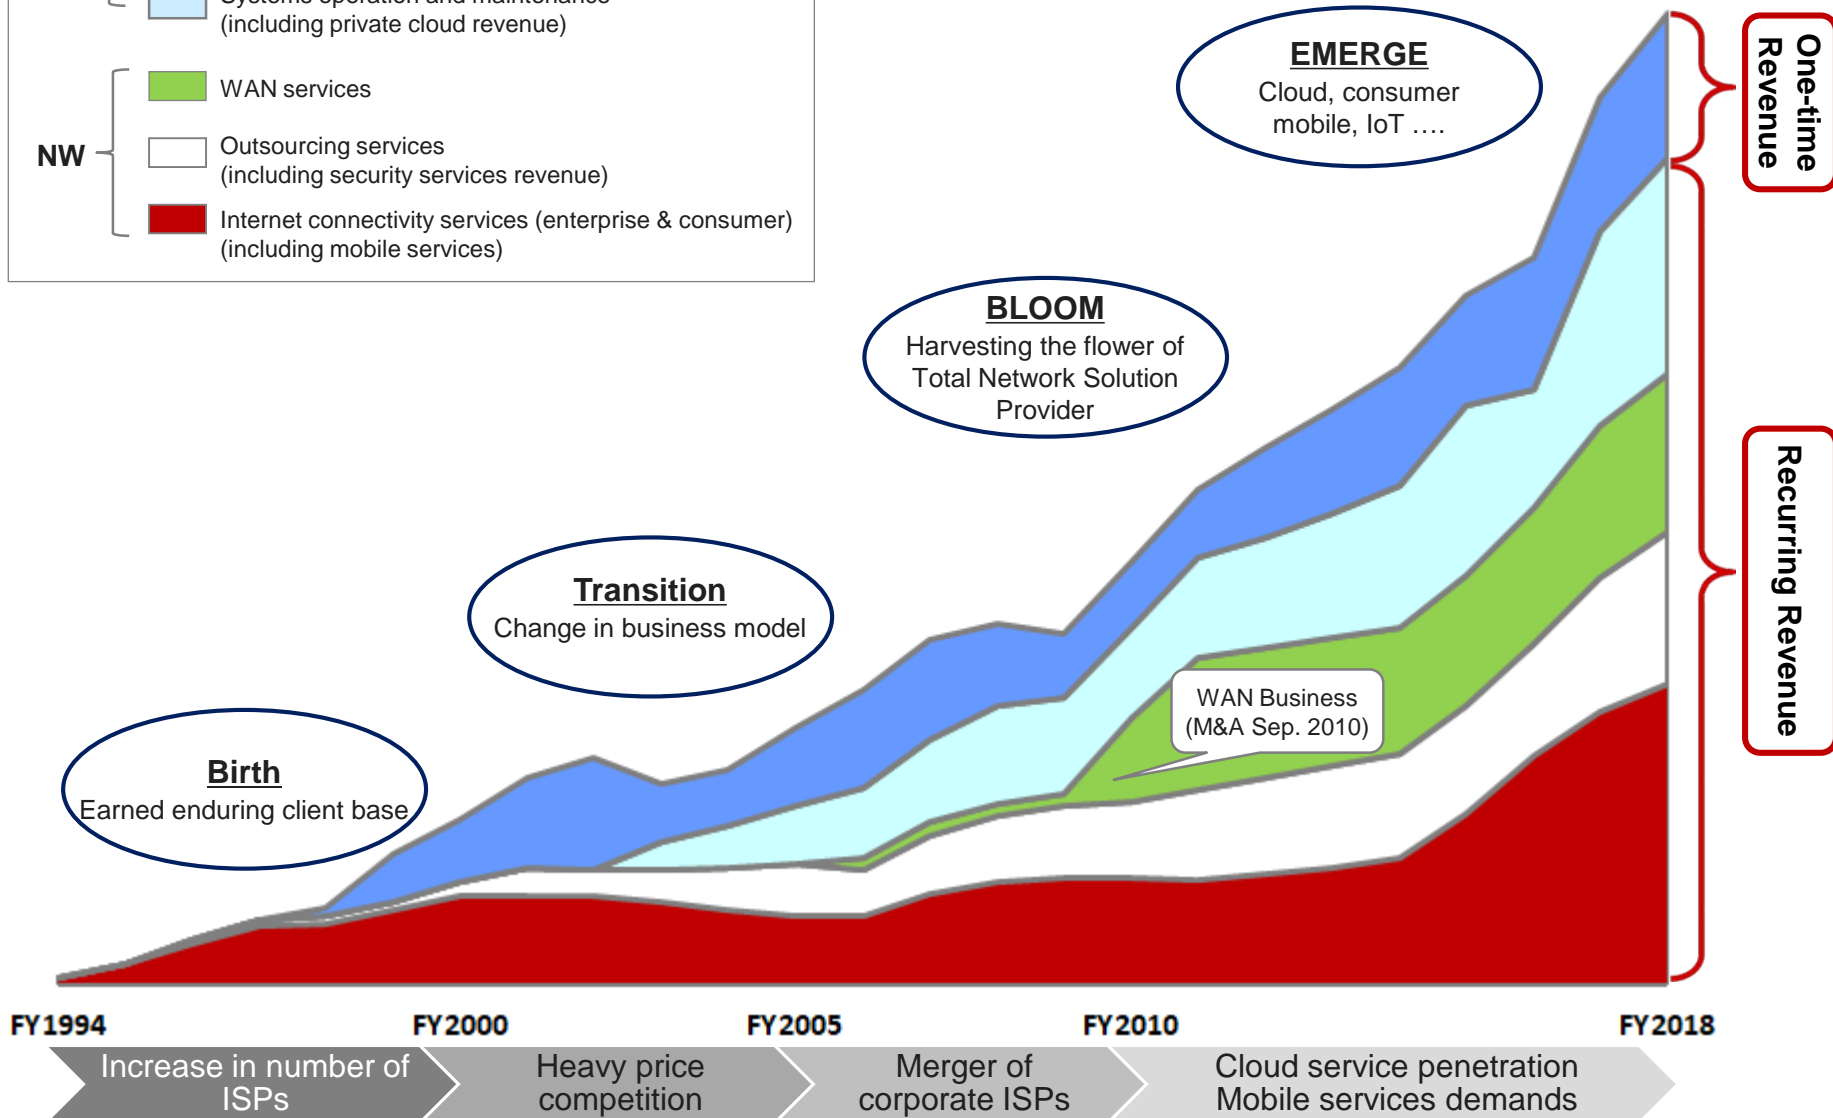 Systems operation and maintenance
(including private cloud revenue)
WAN services
NW
Outsourcing services
(including security services revenue)
Internet connectivity services (enterprise & consumer)
(including mobile services)
EMERGE
Cloud, consumer
mobile, IoT ….
One-time
Revenue
BLOOM
Harvesting the flower of
Total Network Solution
Provider
Recurring Revenue
Transition
Change in business model
WAN Business
(M&A Sep. 2010)
Birth
Earned enduring client base
FY1994
FY2000
FY2005
FY2010
FY2018
Increase in number of
ISPs
Heavy price
competition
Merger of
corporate ISPs
Cloud service penetration
Mobile services demands